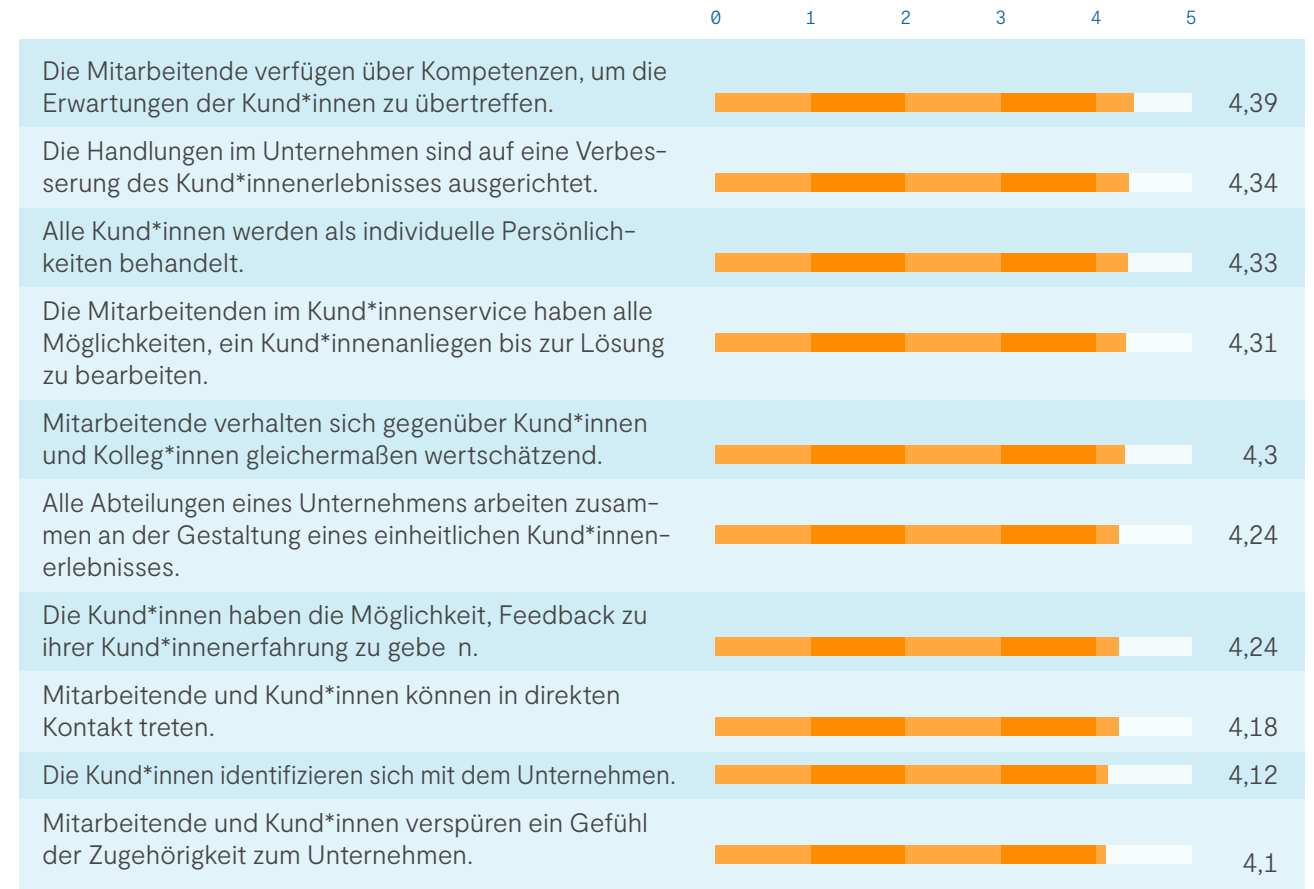 0 1 2 3 4 5
Die Mitarbeitende verfügen über Kompetenzen, um die
Erwartungen der Kund*innen zu übertreffen.
4,39
Die Handlungen im Unternehmen sind auf eine Verbes-
serung des Kund*innenerlebnisses ausgerichtet.
4,34
Alle Kund*innen werden als individuelle Persönlich-
keiten behandelt.
4,33
Die Mitarbeitenden im Kund*innenservice haben alle
Möglichkeiten, ein Kund*innenanliegen bis zur Lösung
zu bearbeiten.
4,31
Mitarbeitende verhalten sich gegenüber Kund*innen
und Kolleg*innen gleichermaßen wertschätzend.
4,3
Alle Abteilungen eines Unternehmens arbeiten zusam-
men an der Gestaltung eines einheitlichen Kund*innen-
erlebnisses.
4,24
Die Kund*innen haben die Möglichkeit, Feedback zu
ihrer Kund*innenerfahrung zu gebe n.
4,24
Mitarbeitende und Kund*innen können in direkten
Kontakt treten.
4,18
Die Kund*innen identifizieren sich mit dem Unternehmen.
4,12
Mitarbeitende und Kund*innen verspüren ein Gefühl
der Zugehörigkeit zum Unternehmen.
4,1